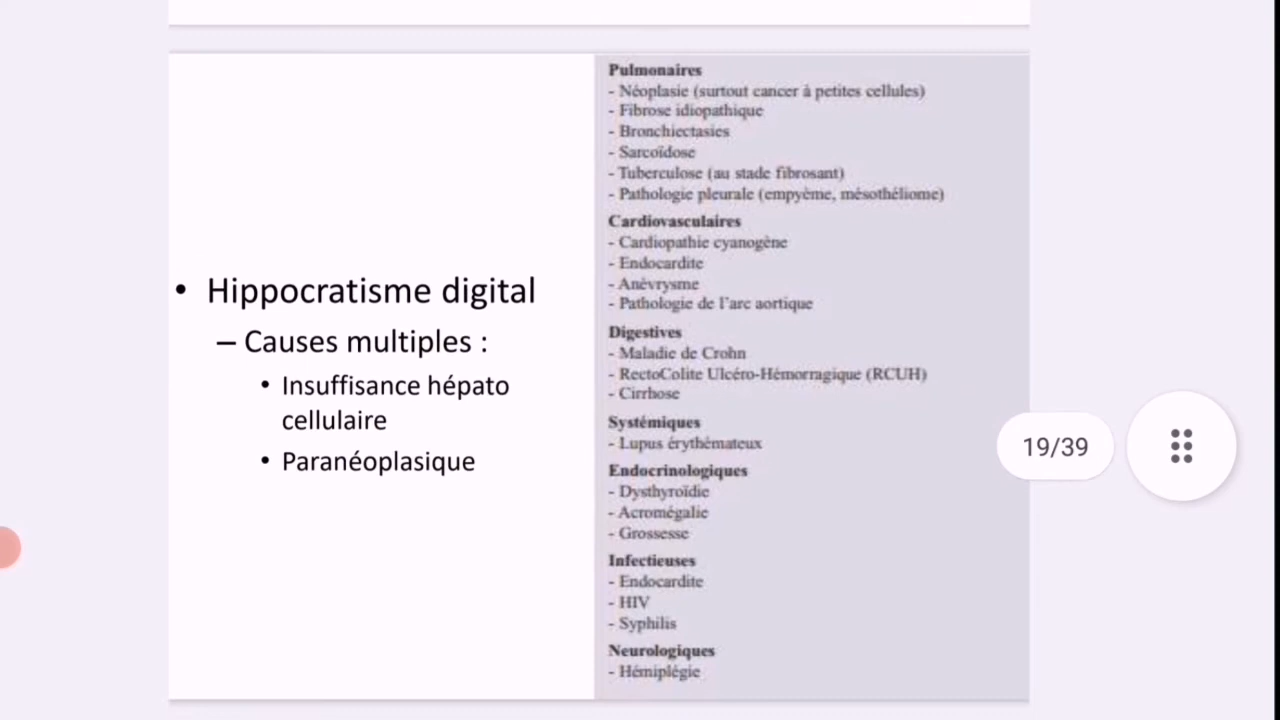 • Hippocratisme digital
– Causes multiples :
• Insuffisance hépato
cellulaire
• Paranéoplasique
Pulmonaires
- Néoplasie (surtout cancer à petites cellules)
- Fibrose idiopathique
- Bronchiectasies
- Sarcoïdose
- Tuberculose (au stade fibrosant)
- Pathologie pleurale (empyème, mésothéliome)
Cardiovasculaires
- Cardiopathie cyanogène
- Endocardite
- Anévrysme
- Pathologie de l'arc aortique
Digestives
- Maladie de Crohn
- RectoColite Ulcéro-Hémorragique (RCUH)
- Cirrhose
Systémiques
- Lupus érythémateux
Endocrinologiques
- Dysthyroïdie
- Acromégalie
- Grossesse
Infectieuses
- Endocardite
- HIV
- Syphilis
Neurologiques
- Hémiplégie
19/39